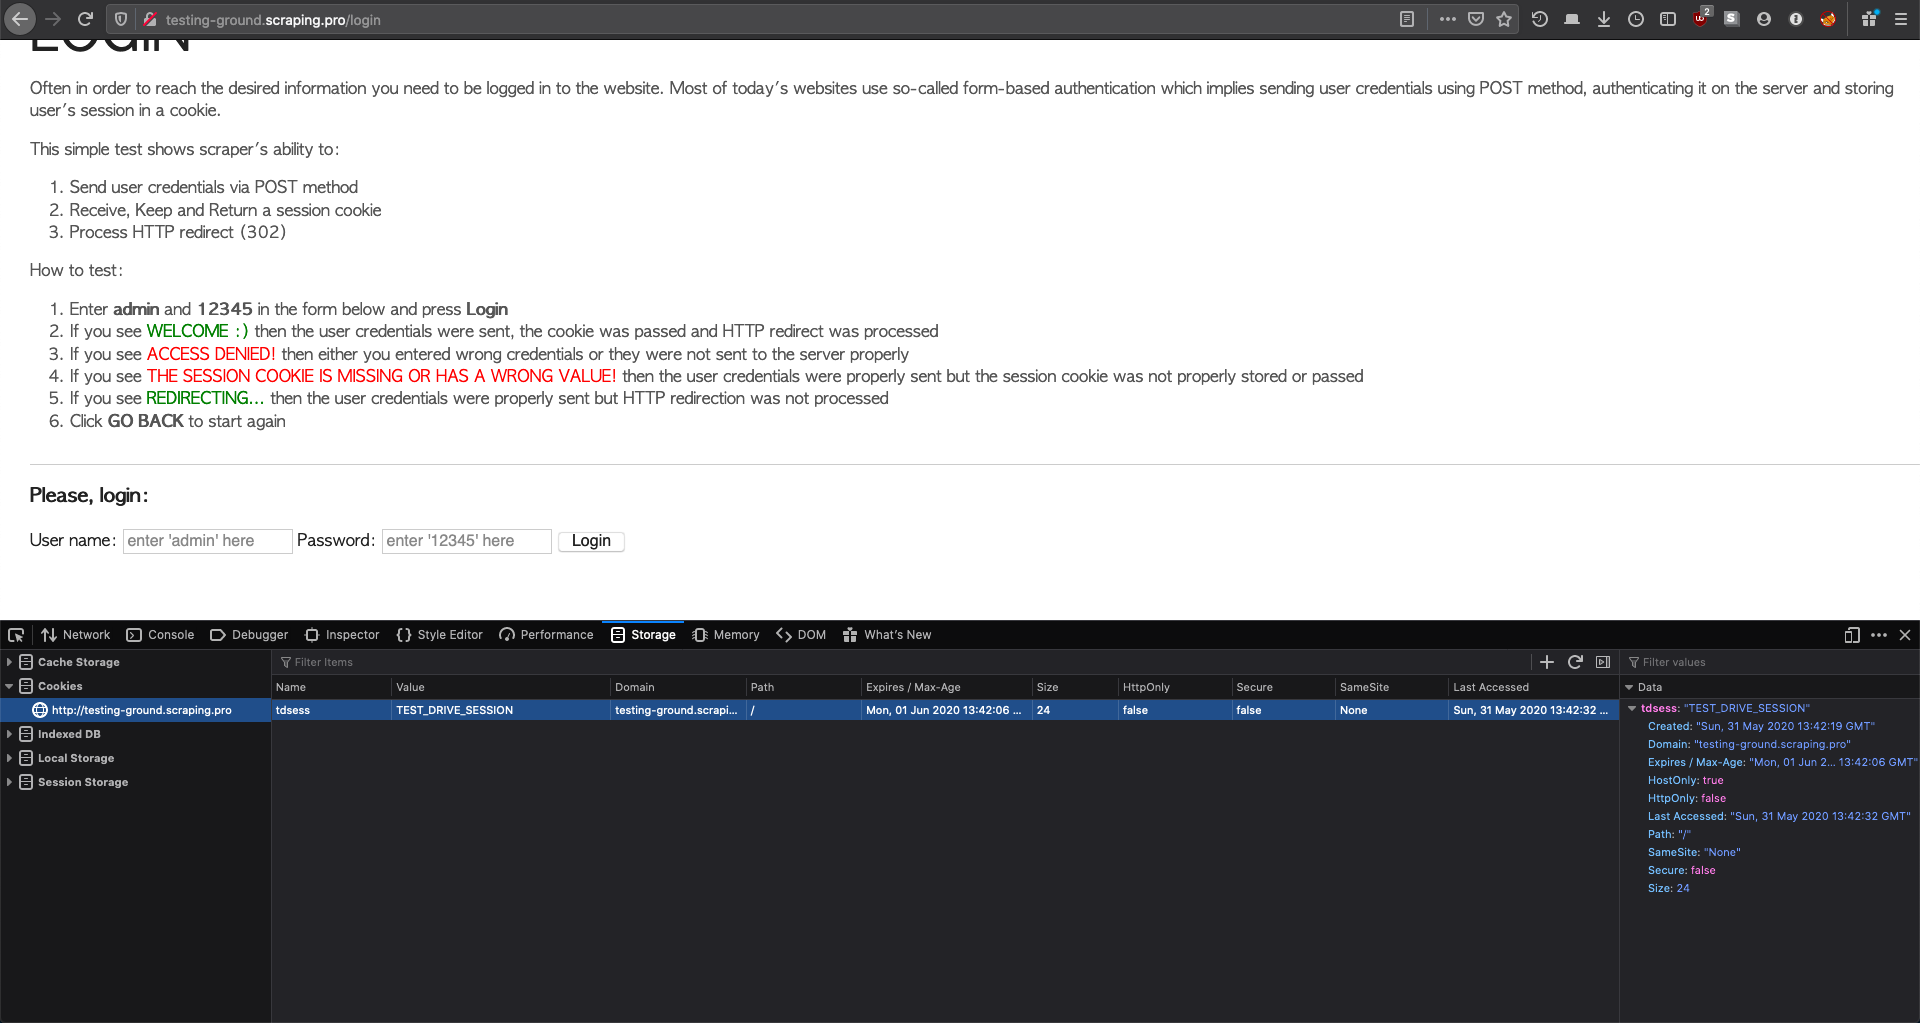 testing-ground.scraping.pro/login
2
LOGIN
Often in order to reach the desired information you need to be logged in to the website. Most of today's websites use so-called form-based authentication which implies sending user credentials using POST method, authenticating it on the server and storing
user's session in a cookie.
This simple test shows scraper's ability to:
1. Send user credentials via POST method
2. Receive, Keep and Return a session cookie
3. Process HTTP redirect (302)
How to test:
1. Enter admin and 12345 in the form below and press Login
2. If you see WELCOME :) then the user credentials were sent, the cookie was passed and HTTP redirect was processed
3. If you see ACCESS DENIED! then either you entered wrong credentials or they were not sent to the server properly
4. If you see THE SESSION COOKIE IS MISSING OR HAS A WRONG VALUE! then the user credentials were properly sent but the session cookie was not properly stored or passed
5. If you see REDIRECTING... then the user credentials were properly sent but HTTP redirection was not processed
6. Click GO BACK to start again
Please, login:
User name: enter 'admin' here Password: enter '12345' here Login
Network Console Debugger Inspector Style Editor Performance Storage Memory DOM What's New
Cache Storage
Cookies
http://testing-ground.scraping.pro
Indexed DB
Local Storage
Session Storage
Filter Items
Name Value Domain Path Expires / Max-Age Size HttpOnly Secure SameSite Last Accessed
tdsess TEST_DRIVE_SESSION testing-ground.scrapi... / Mon, 01 Jun 2020 13:42:06 ... 24 false false None Sun, 31 May 2020 13:42:32 ...
Filter values
Data
tdsess: "TEST_DRIVE_SESSION"
Created: "Sun, 31 May 2020 13:42:19 GMT"
Domain: "testing-ground.scraping.pro"
Expires / Max-Age: "Mon, 01 Jun 2... 13:42:06 GMT"
HostOnly: true
HttpOnly: false
Last Accessed: "Sun, 31 May 2020 13:42:32 GMT"
Path: "/"
SameSite: "None"
Secure: false
Size: 24